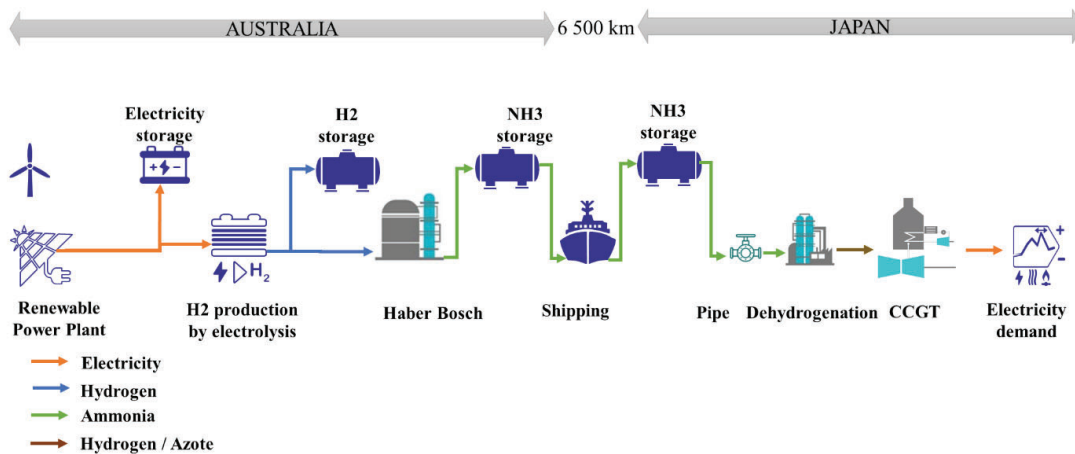 AUSTRALIA
6 500 km
JAPAN
Electricity
storage
H2
storage
NH3
storage
NH3
storage
+ -
H2
+
-
Renewable
Power Plant
H2 production
by electrolysis
Haber Bosch
Shipping
Pipe
Dehydrogenation
CCGT
Electricity
demand
Electricity
Hydrogen
Ammonia
Hydrogen / Azote